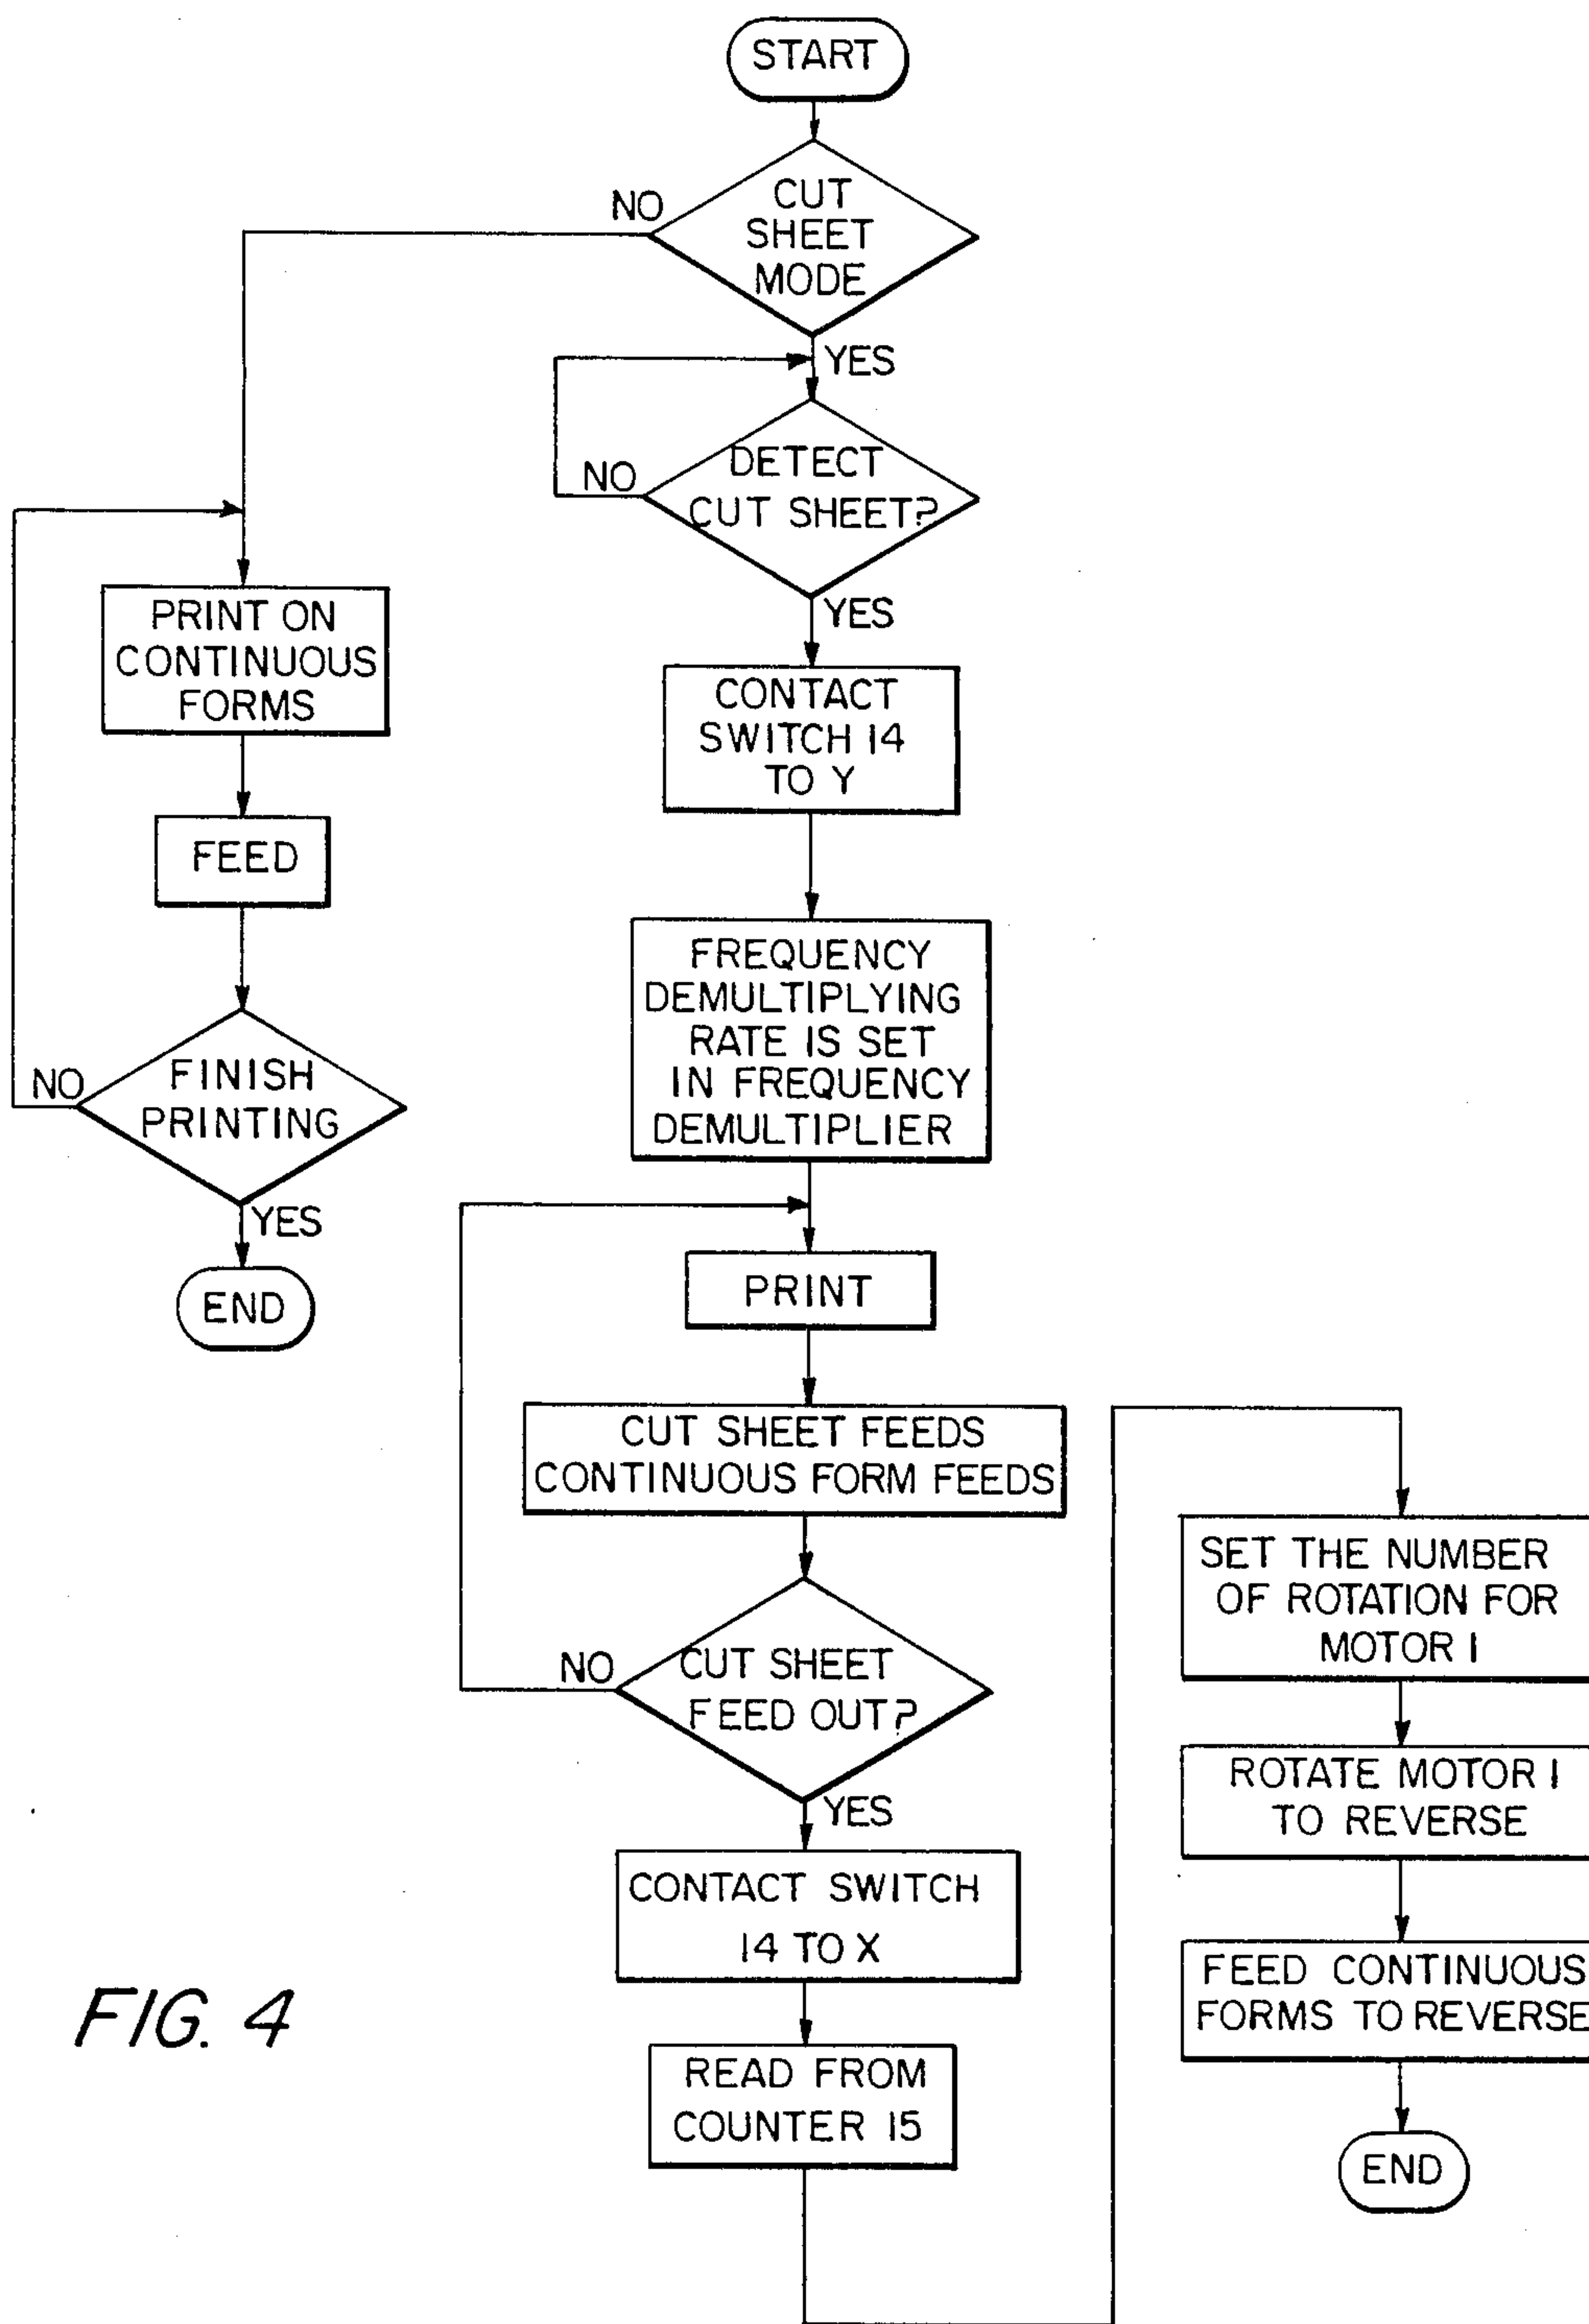 START
CUT
SHEET
MODE
NO
YES
DETECT
CUT SHEET?
NO
YES
PRINT ON
CONTINUOUS
FORMS
FEED
FINISH
PRINTING
NO
YES
END
CONTACT
SWITCH 14
TO Y
FREQUENCY
DEMULTIPLYING
RATE IS SET
IN FREQUENCY
DEMULTIPLIER
PRINT
CUT SHEET FEEDS
CONTINUOUS FORM FEEDS
CUT SHEET
FEED OUT?
NO
YES
CONTACT SWITCH
14 TO X
READ FROM
COUNTER 15
SET THE NUMBER
OF ROTATION FOR
MOTOR 1
ROTATE MOTOR 1
TO REVERSE
FEED CONTINUOUS
FORMS TO REVERSE
END
FIG. 4